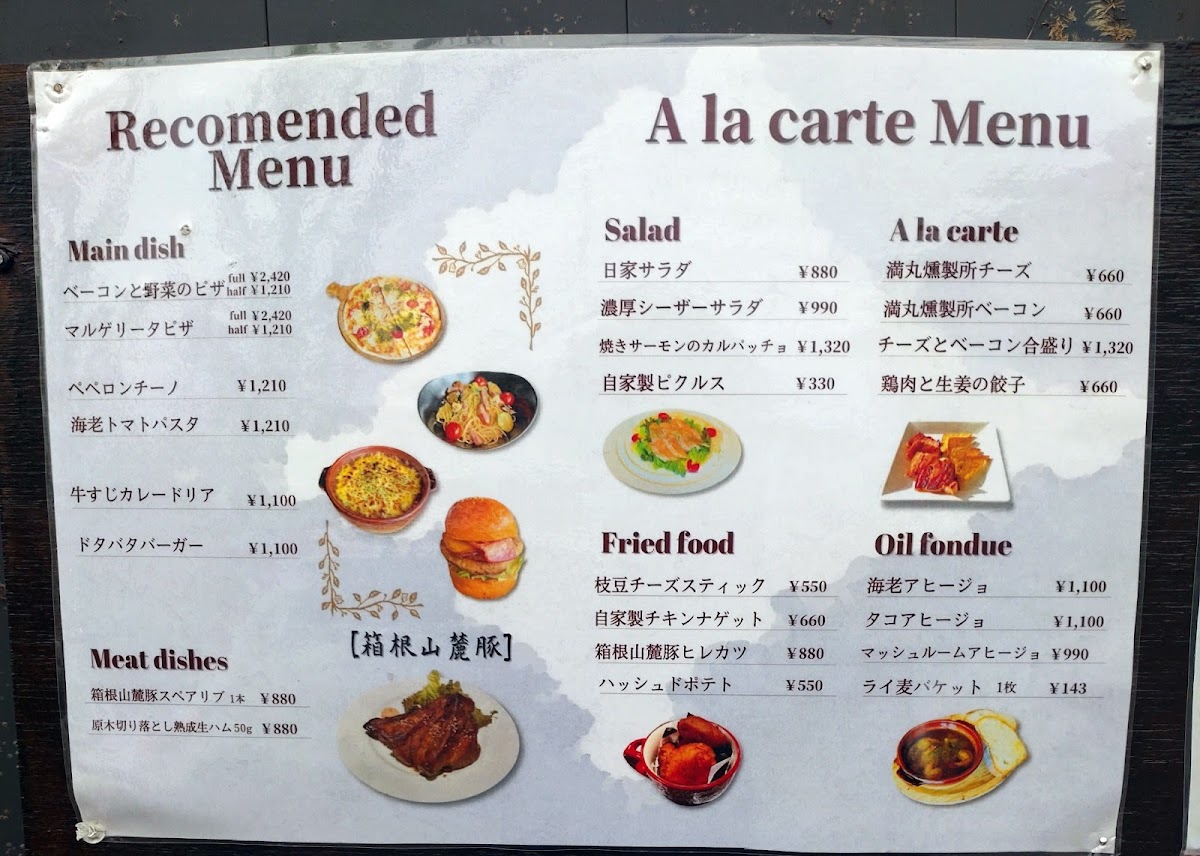 Recomended
Menu
Main dish
ベーコンと野菜のピザ full ¥2,420
half ¥1,210
マルゲリータピザ full ¥2,420
half ¥1,210
ペペロンチーノ ¥1,210
海老トマトパスタ ¥1,210
牛すじカレードリア ¥1,100
ドタバタバーガー ¥1,100
Meat dishes
箱根山麓豚スペアリブ 1本 ¥880
原木切り落とし熟成生ハム50g ¥880
[箱根山麓豚]
A la carte Menu
Salad
日家サラダ ¥880
濃厚シーザーサラダ ¥990
焼きサーモンのカルパッチョ ¥1,320
自家製ピクルス ¥330
A la carte
満丸燻製所チーズ ¥660
満丸燻製所ベーコン ¥660
チーズとベーコン合盛り ¥1,320
鶏肉と生姜の餃子 ¥660
Fried food
枝豆チーズスティック ¥550
自家製チキンナゲット ¥660
箱根山麓豚ヒレカツ ¥880
ハッシュドポテト ¥550
Oil fondue
海老アヒージョ ¥1,100
タコアヒージョ ¥1,100
マッシュルームアヒージョ ¥990
ライ麦バケット 1枚 ¥143